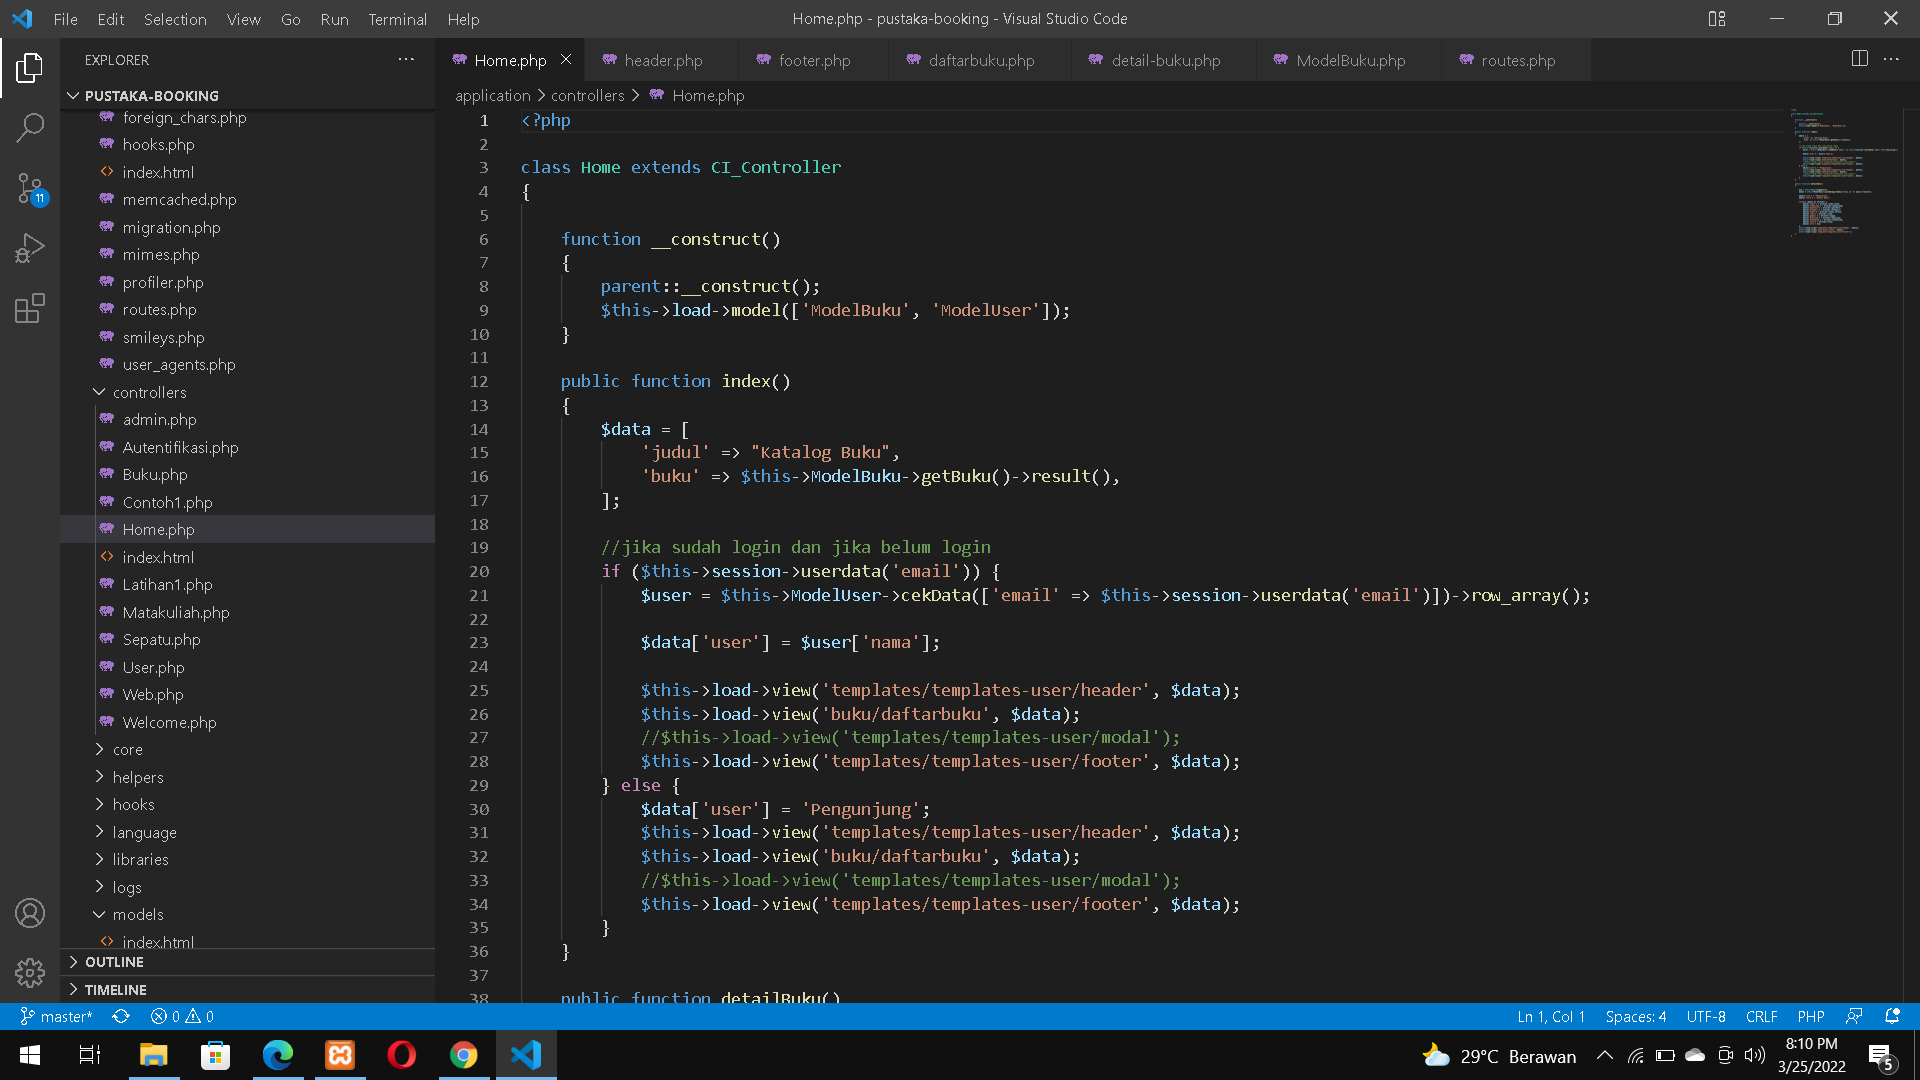 File Edit Selection View Go Run Terminal Help
Home.php - pustaka-booking - Visual Studio Code
EXPLORER
PUSTAKA-BOOKING
foreign_chars.php
hooks.php
index.html
memcached.php
migration.php
mimes.php
profiler.php
routes.php
smileys.php
user_agents.php
controllers
admin.php
Autentifikasi.php
Buku.php
Contoh1.php
Home.php
index.html
Latihan1.php
Matakuliah.php
Sepatu.php
User.php
Web.php
Welcome.php
core
helpers
hooks
language
libraries
logs
models
index.html
OUTLINE
TIMELINE
11
Home.php header.php footer.php daftarbuku.php detail-buku.php ModelBuku.php routes.php
application > controllers > Home.php
1 <?php
2
3 class Home extends CI_Controller
4 {
5
6 function __construct()
7 {
8 parent::__construct();
9 $this->load->model(['ModelBuku', 'ModelUser']);
10 }
11
12 public function index()
13 {
14 $data = [
15 'judul' => "Katalog Buku",
16 'buku' => $this->ModelBuku->getBuku()->result(),
17 ];
18
19 //jika sudah login dan jika belum login
20 if ($this->session->userdata('email')) {
21 $user = $this->ModelUser->cekData(['email' => $this->session->userdata('email')])->row_array();
22
23 $data['user'] = $user['nama'];
24
25 $this->load->view('templates/templates-user/header', $data);
26 $this->load->view('buku/daftarbuku', $data);
27 //$this->load->view('templates/templates-user/modal');
28 $this->load->view('templates/templates-user/footer', $data);
29 } else {
30 $data['user'] = 'Pengunjung';
31 $this->load->view('templates/templates-user/header', $data);
32 $this->load->view('buku/daftarbuku', $data);
33 //$this->load->view('templates/templates-user/modal');
34 $this->load->view('templates/templates-user/footer', $data);
35 }
36 }
37
38 public function detailBuku()
master* 0 0
Ln 1, Col 1 Spaces: 4 UTF-8 CRLF PHP
29°C Berawan
8:10 PM
3/25/2022
5